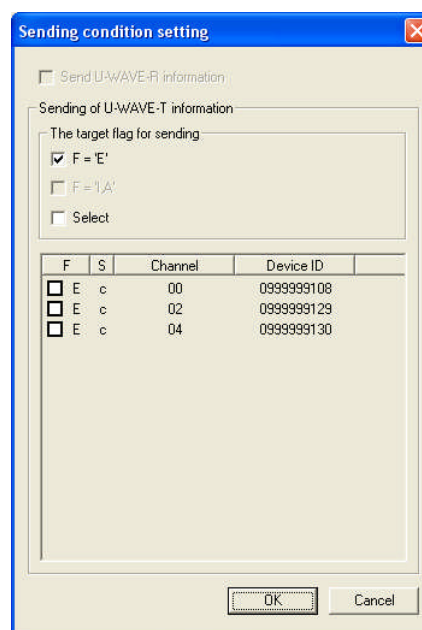 Sending condition setting
Send U-WAVE-R information
Sending of U-WAVE-T information
The target flag for sending
F = 'E'
F = 'I,A'
Select
F S Channel Device ID
E c 00 0999999108
E c 02 0999999129
E c 04 0999999130
OK Cancel